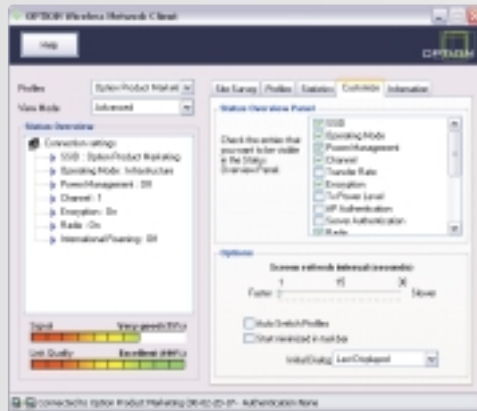 OPTION Wireless Network Client
Help
OPTION
Profiles
Option Product Marketi
View Mode
Advanced
Status Overview
Connection settings
SSID : Option Product Marketing
Operating Mode : Infrastructure
Power Management : Off
Channel : 1
Encryption : On
Radio : On
International Roaming : Off
Signal
Very good
Link Quality
Excellent
Site Survey
Profiles
Statistics
Customize
Information
Status Overview Panel
Check the entries that
you want to be visible
in the Status
Overview Panel.
SSID
Operating Mode
Power Management
Channel
Transfer Rate
Encryption
Tx Power Level
AP Authentication
Server Authentication
Radio
Options
Screen refresh interval (seconds)
1 15 30
Faster
Slower
Auto Switch Profiles
Start minimized in taskbar
Initial Dialog
Last Displayed
Connected to Option Product Marketing
Authentication None